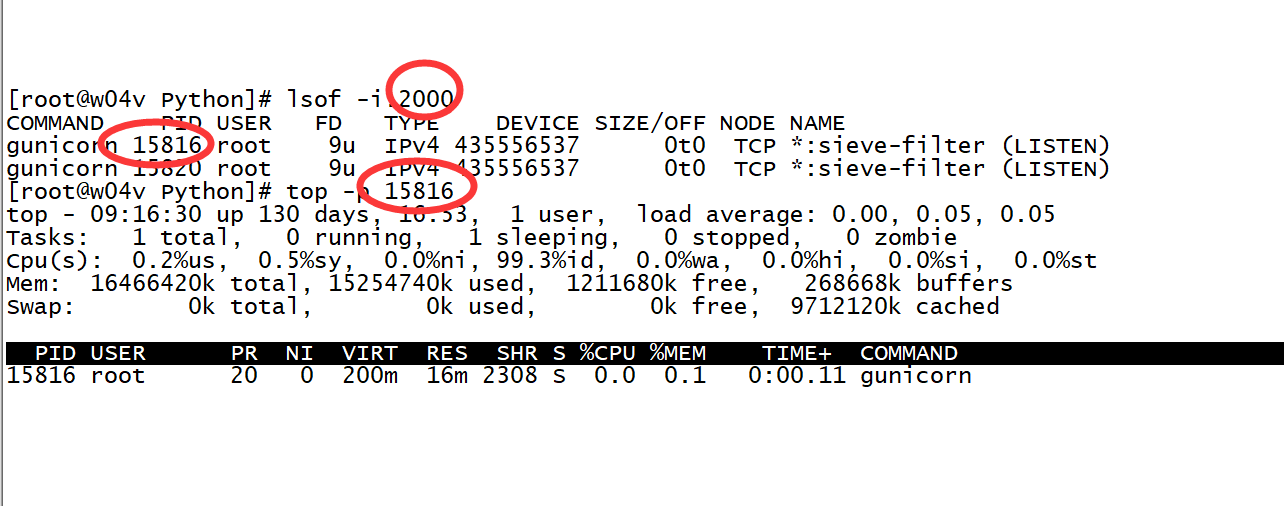 [root@w04v Python]# lsof -i:2000
COMMAND    PID USER   FD   TYPE    DEVICE SIZE/OFF NODE NAME
gunicorn 15816 root    9u  IPv4 435556537      0t0  TCP *:sieve-filter (LISTEN)
gunicorn 15820 root    9u  IPv4 435556537      0t0  TCP *:sieve-filter (LISTEN)
[root@w04v Python]# top -p 15816
top - 09:16:30 up 130 days, 16:53,  1 user,  load average: 0.00, 0.05, 0.05
Tasks:   1 total,   0 running,   1 sleeping,   0 stopped,   0 zombie
Cpu(s):  0.2%us,  0.5%sy,  0.0%ni, 99.3%id,  0.0%wa,  0.0%hi,  0.0%si,  0.0%st
Mem:  16466420k total, 15254740k used,  1211680k free,   268668k buffers
Swap:        0k total,        0k used,        0k free,  9712120k cached
PID USER      PR  NI  VIRT  RES  SHR S %CPU %MEM    TIME+  COMMAND
15816 root      20   0  200m  16m 2308 S  0.0  0.1   0:00.11 gunicorn